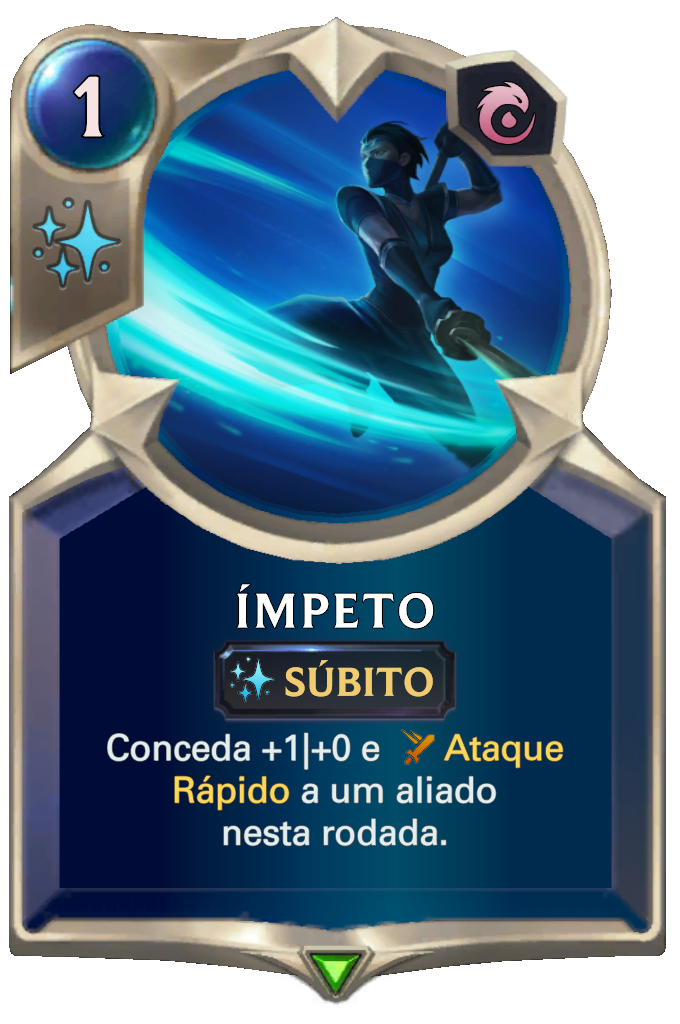 1
ÍMPETO
SÚBITO
Conceda +1|+0 e Ataque
Rápido a um aliado
nesta rodada.